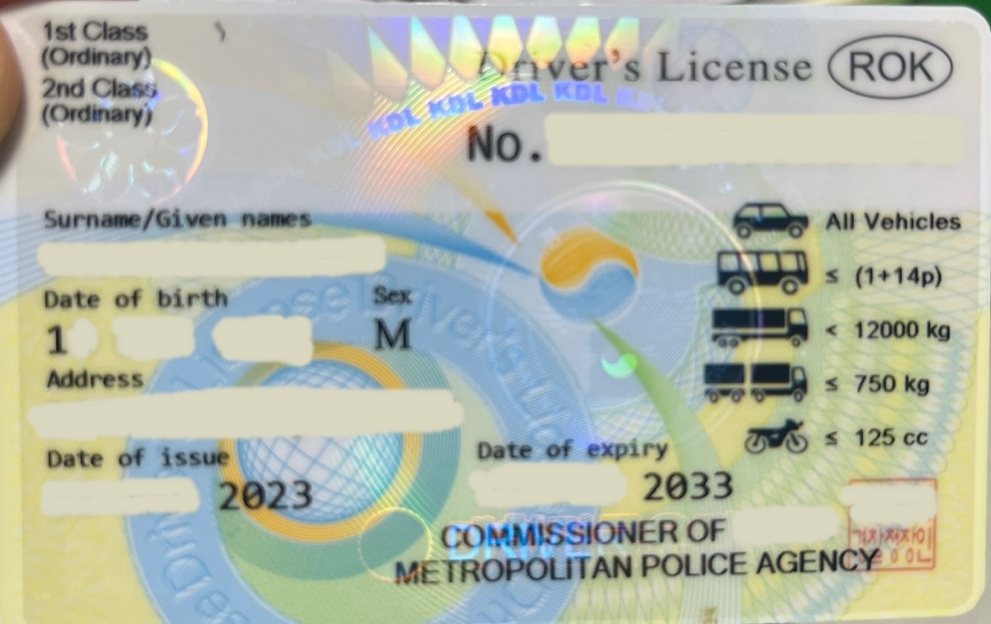 1st Class
(Ordinary)
2nd Class
(Ordinary)
Driver's License ROK
KDL KDL KDL KDL
No.
Surname/Given names
Date of birth
Sex
1
M
Address
Date of issue
2023
Date of expiry
2033
All Vehicles
≤ (1+14p)
< 12000 kg
≤ 750 kg
≤ 125 cc
COMMISSIONER OF
METROPOLITAN POLICE AGENCY